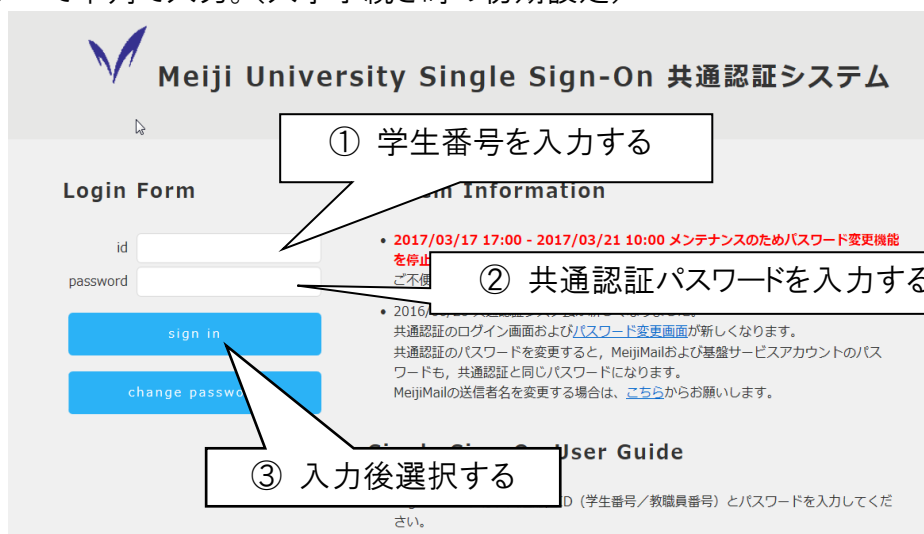 Meiji University Single Sign-On 共通認証システム
① 学生番号を入力する
Login Form
Information
id
password
sign in
change passwo
• 2017/03/17 17:00 - 2017/03/21 10:00 メンテナンスのためパスワード変更機能
を停止
ご不便
② 共通認証パスワードを入力する
• 2016/
共通認証のログイン画面およびパスワード変更画面が新しくなります。
共通認証のパスワードを変更すると，MeijiMailおよび基盤サービスアカウントのパス
ワードも，共通認証と同じパスワードになります。
MeijiMailの送信者名を変更する場合は、こちらからお願いします。
User Guide
③ 入力後選択する
ID（学生番号／教職員番号）とパスワードを入力してくだ
さい。